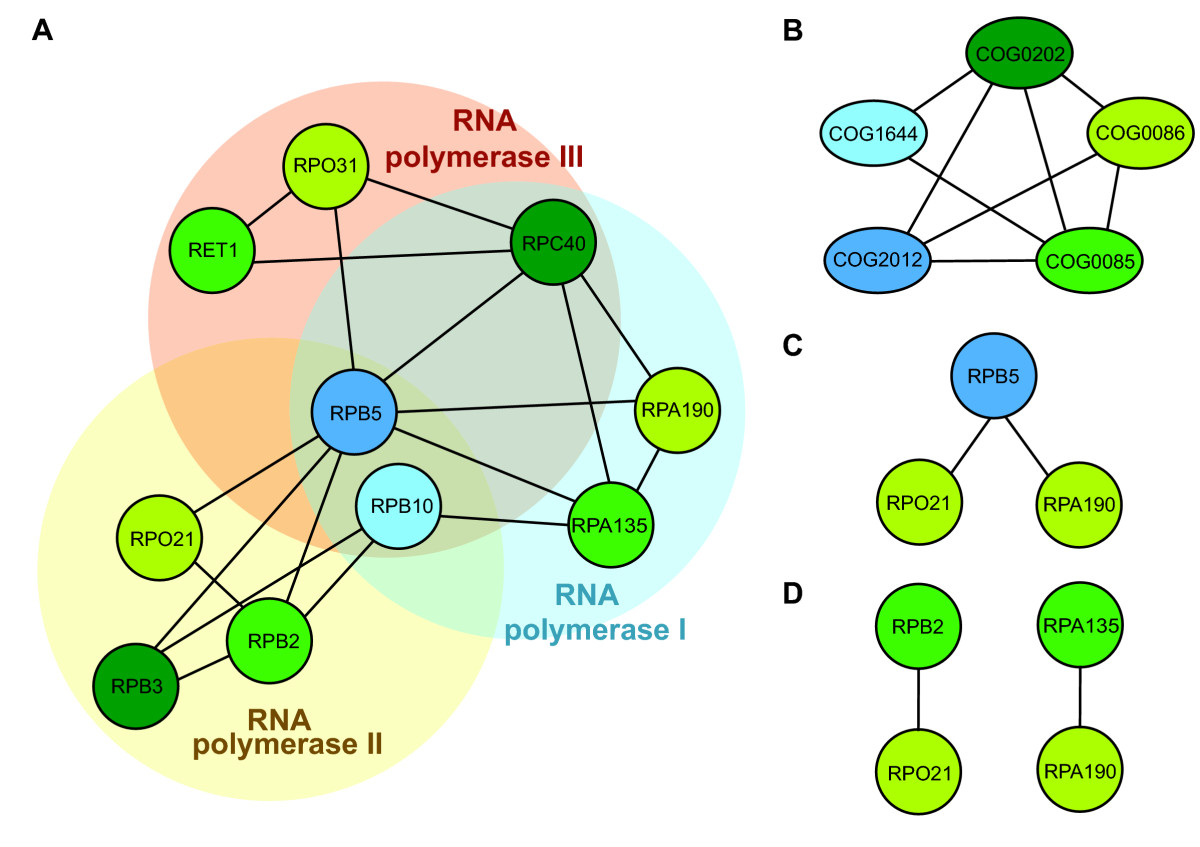 A
RNA
polymerase III
RPO31
RET1
RPC40
RPB5
RPA190
RPB10
RPA135
RPO21
RPB2
RPB3
RNA
polymerase I
RNA
polymerase II
B
COG0202
COG1644
COG0086
COG2012
COG0085
C
RPB5
RPO21
RPA190
D
RPB2
RPA135
RPO21
RPA190